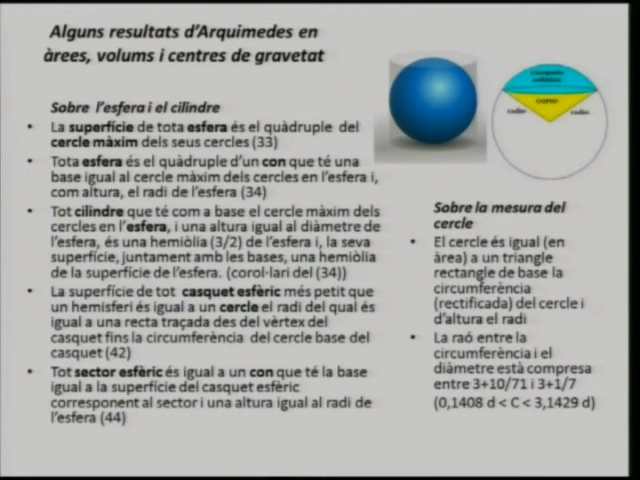 Alguns resultats d'Arquimedes en
àrees, volums i centres de gravetat
Sobre l'esfera i el cilindre
• La superfície de tota esfera és el quàdruple del
cercle màxim dels seus cercles (33)
• Tota esfera és el quàdruple d'un con que té una
base igual al cercle màxim dels cercles en l'esfera i,
com altura, el radi de l'esfera (34)
• Tot cilindre que té com a base el cercle màxim dels
cercles en l'esfera, i una altura igual al diàmetre de
l'esfera, és una hemiòlia (3/2) de l'esfera i, la seva
superfície, juntament amb les bases, una hemiòlia
de la superfície de l'esfera. (corol·lari del (34))
• La superfície de tot casquet esfèric més petit que
un hemisferi és igual a un cercle el radi del qual és
igual a una recta traçada des del vèrtex del
casquet fins la circumferència del cercle base del
casquet (42)
• Tot sector esfèric és igual a un con que té la base
igual a la superfície del casquet esfèric
corresponent al sector i una altura igual al radi de
l'esfera (44)
Sobre la mesura del
cercle
• El cercle és igual (en
àrea) a un triangle
rectangle de base la
circumferència
(rectificada) del cercle i
d'altura el radi
• La raó entre la
circumferència i el
diàmetre està compresa
entre 3+10/71 i 3+1/7
(0,1408 d < C < 3,1429 d)